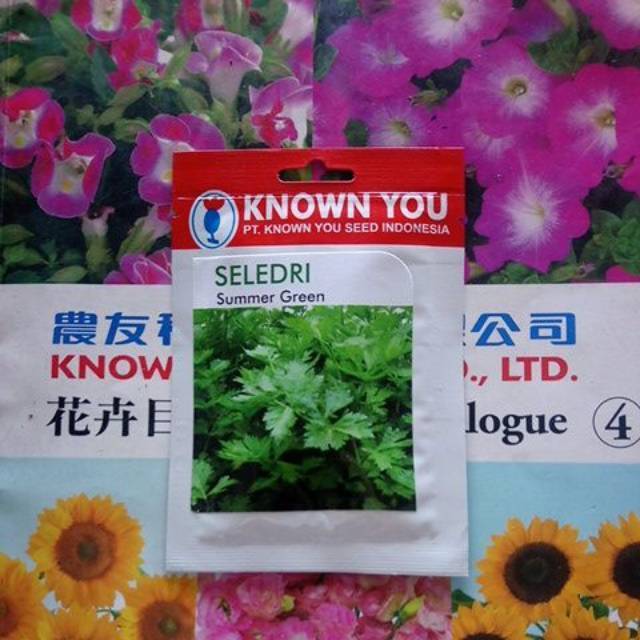 KNOWN YOU
PT. KNOWN YOU SEED INDONESIA
SELEDRI
Summer Green
農友 公司
KNOW ., LTD.
花卉目 logue ④